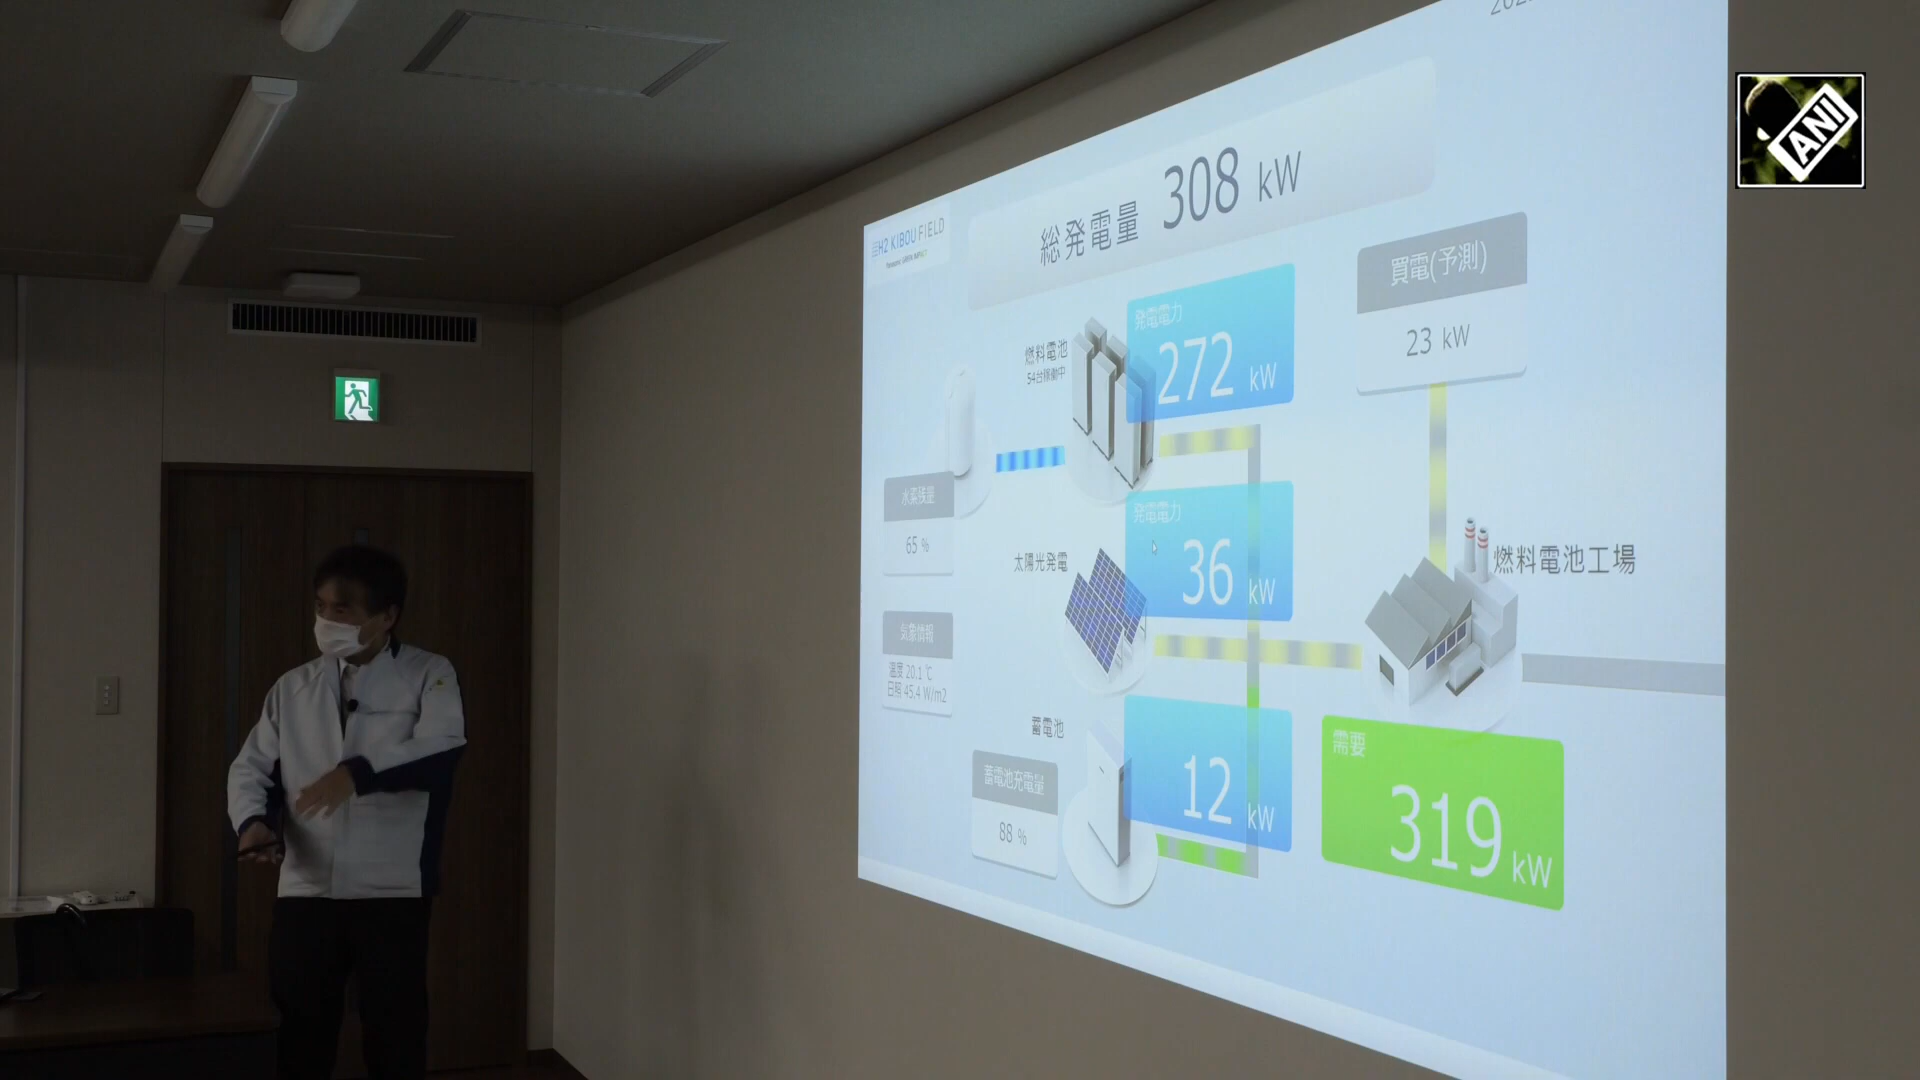 ANI
H2 KIBOU FIELD
総発電量 308 kW
買電(予測)
23 kW
燃料電池
54台稼働中
発電電力
272 kW
水素残量
65 %
太陽光発電
発電電力
36 kW
燃料電池工場
気象情報
温度 20.1 ℃
日照 45.4 W/m2
蓄電池
蓄電池充電量
88 %
12 kW
需要
319 kW